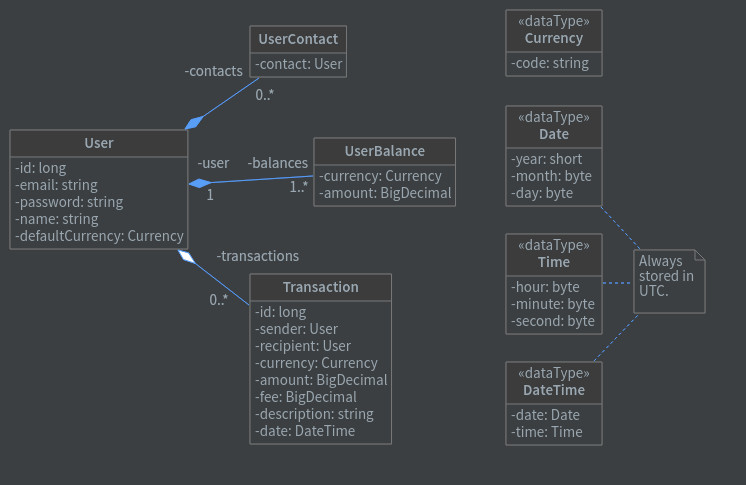 UserContact
-contact: User
-contacts
0..*
User
-id: long
-email: string
-password: string
-name: string
-defaultCurrency: Currency
-user
1
-balances
1..*
UserBalance
-currency: Currency
-amount: BigDecimal
-transactions
0..*
Transaction
-id: long
-sender: User
-recipient: User
-currency: Currency
-amount: BigDecimal
-fee: BigDecimal
-description: string
-date: DateTime
«dataType»
Currency
-code: string
«dataType»
Date
-year: short
-month: byte
-day: byte
«dataType»
Time
-hour: byte
-minute: byte
-second: byte
Always
stored in
UTC.
«dataType»
DateTime
-date: Date
-time: Time